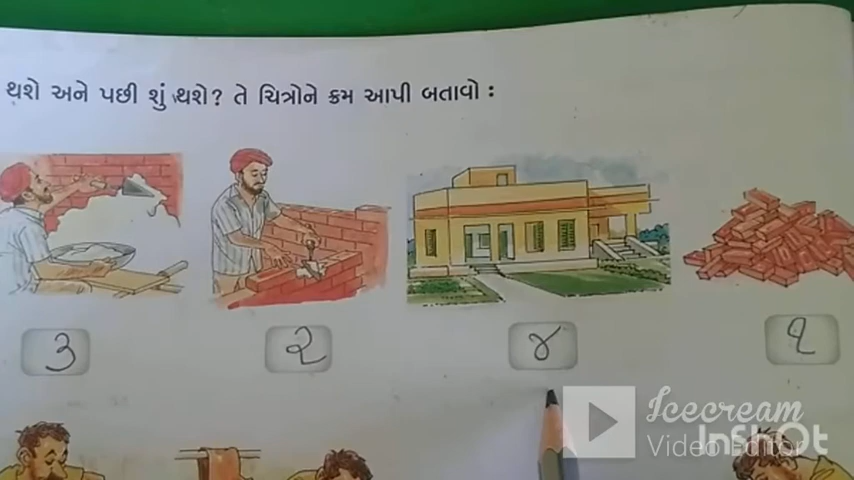 થશે અને પછી શું થશે? તે ચિત્રોને ક્રમ આપી બતાવો :
૩ ૨ ૪ ૧
Icecream
InShOt
Video Editor